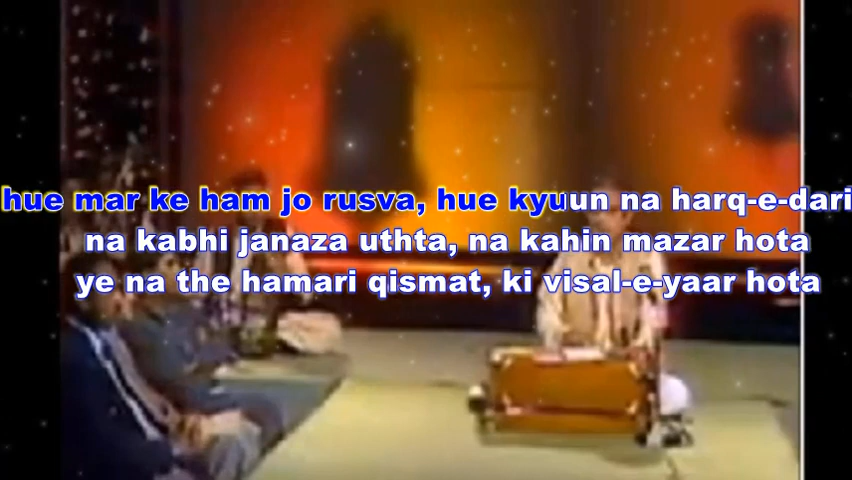 hue mar ke ham jo rusva, hue kyuun na harq-e-dari
na kabhi janaza uthta, na kahin mazar hota
ye na the hamari qismat, ki visal-e-yaar hota